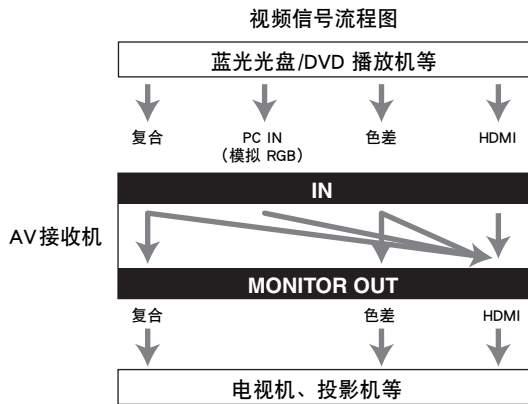 视频信号流程图
蓝光光盘/DVD 播放机等
复合
PC IN
（模拟 RGB）
色差
HDMI
IN
AV接收机
MONITOR OUT
复合
色差
HDMI
电视机、投影机等